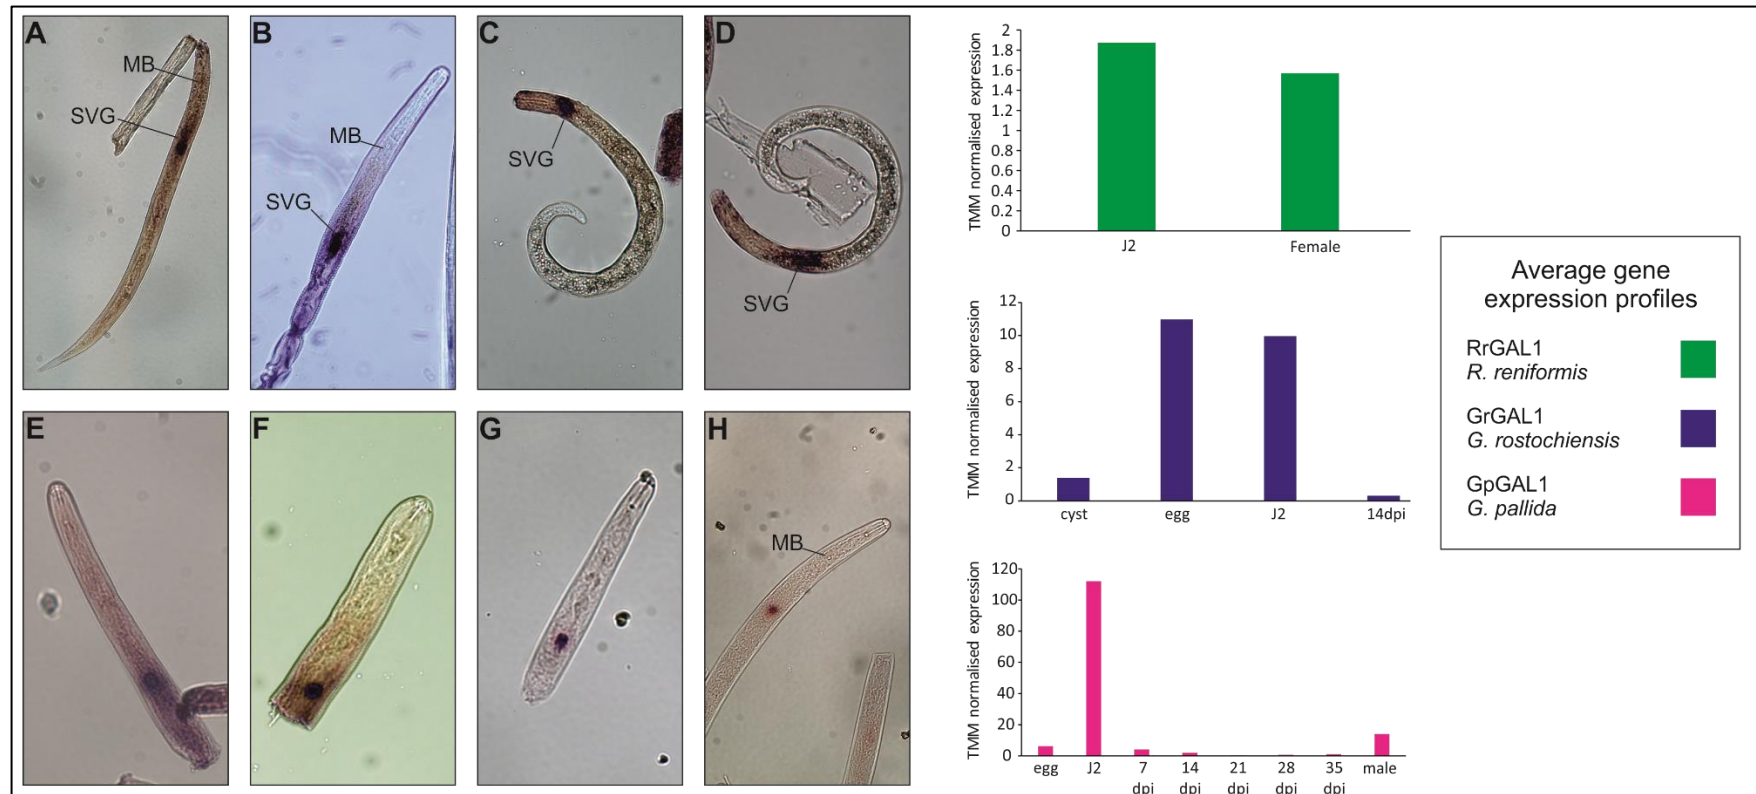 A
MB
SVG
B
MB
SVG
C
SVG
D
SVG
E
F
G
H
MB
TMM normalised expression
2
1.8
1.6
1.4
1.2
1
0.8
0.6
0.4
0.2
0
J2 Female
TMM normalised expression
12
10
8
6
4
2
0
cyst egg J2 14dpi
TMM normalised expression
120
100
80
60
40
20
0
egg J2 7 14 21 28 35 male
dpi dpi dpi dpi dpi
Average gene
expression profiles
RrGAL1
R. reniformis
GrGAL1
G. rostochiensis
GpGAL1
G. pallida